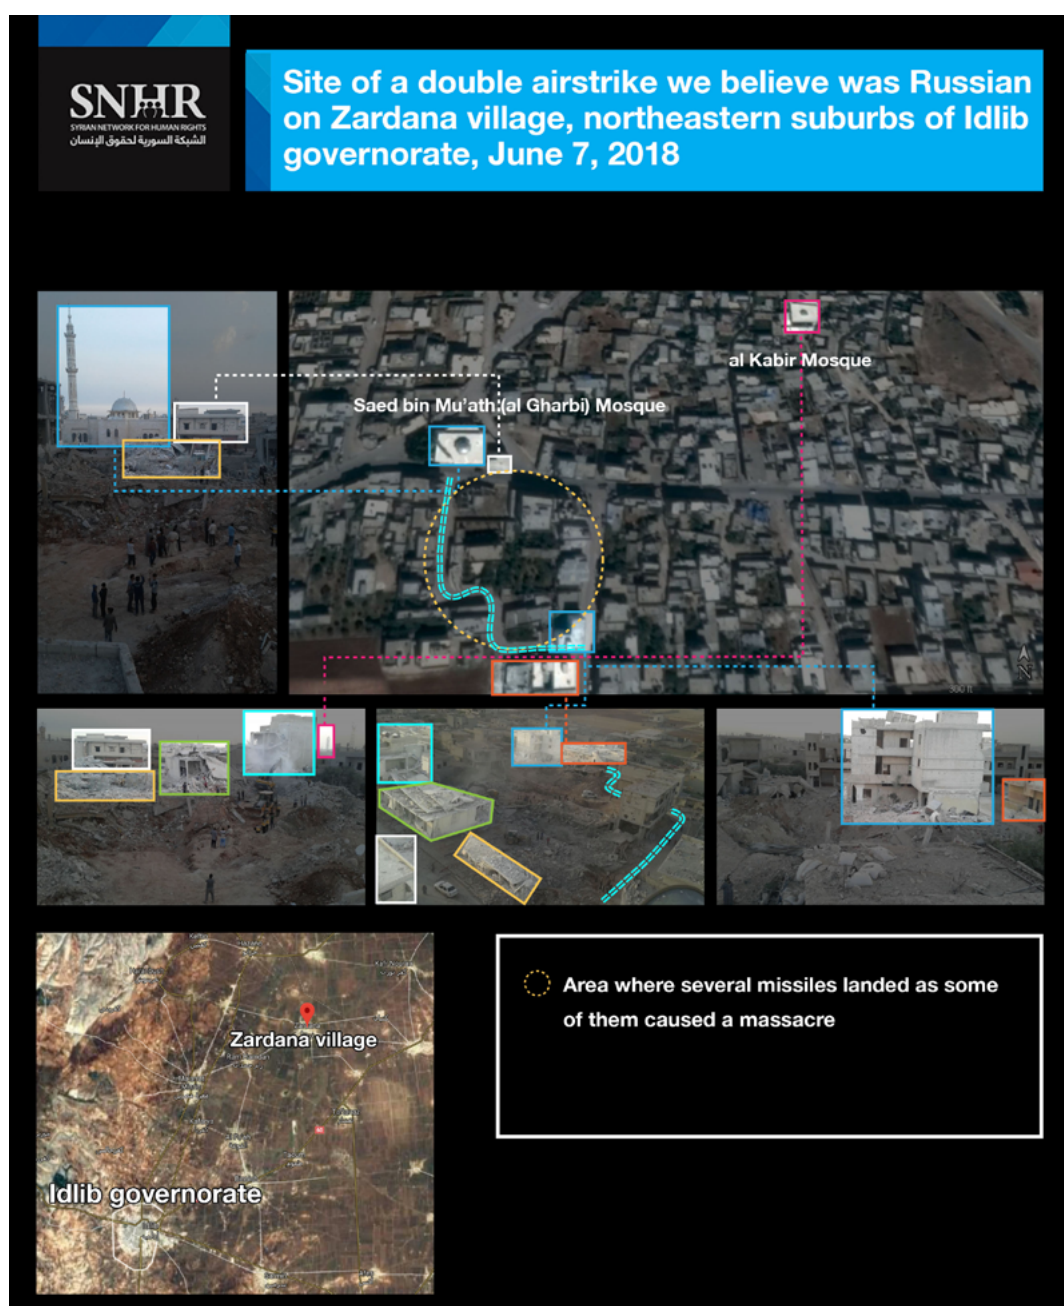 SNHR
SYRIAN NETWORK FOR HUMAN RIGHTS
الشبكة السورية لحقوق الإنسان
Site of a double airstrike we believe was Russian
on Zardana village, northeastern suburbs of Idlib
governorate, June 7, 2018
al Kabir Mosque
Saed bin Mu'ath (al Gharbi) Mosque
Zardana village
Idlib governorate
Area where several missiles landed as some
of them caused a massacre